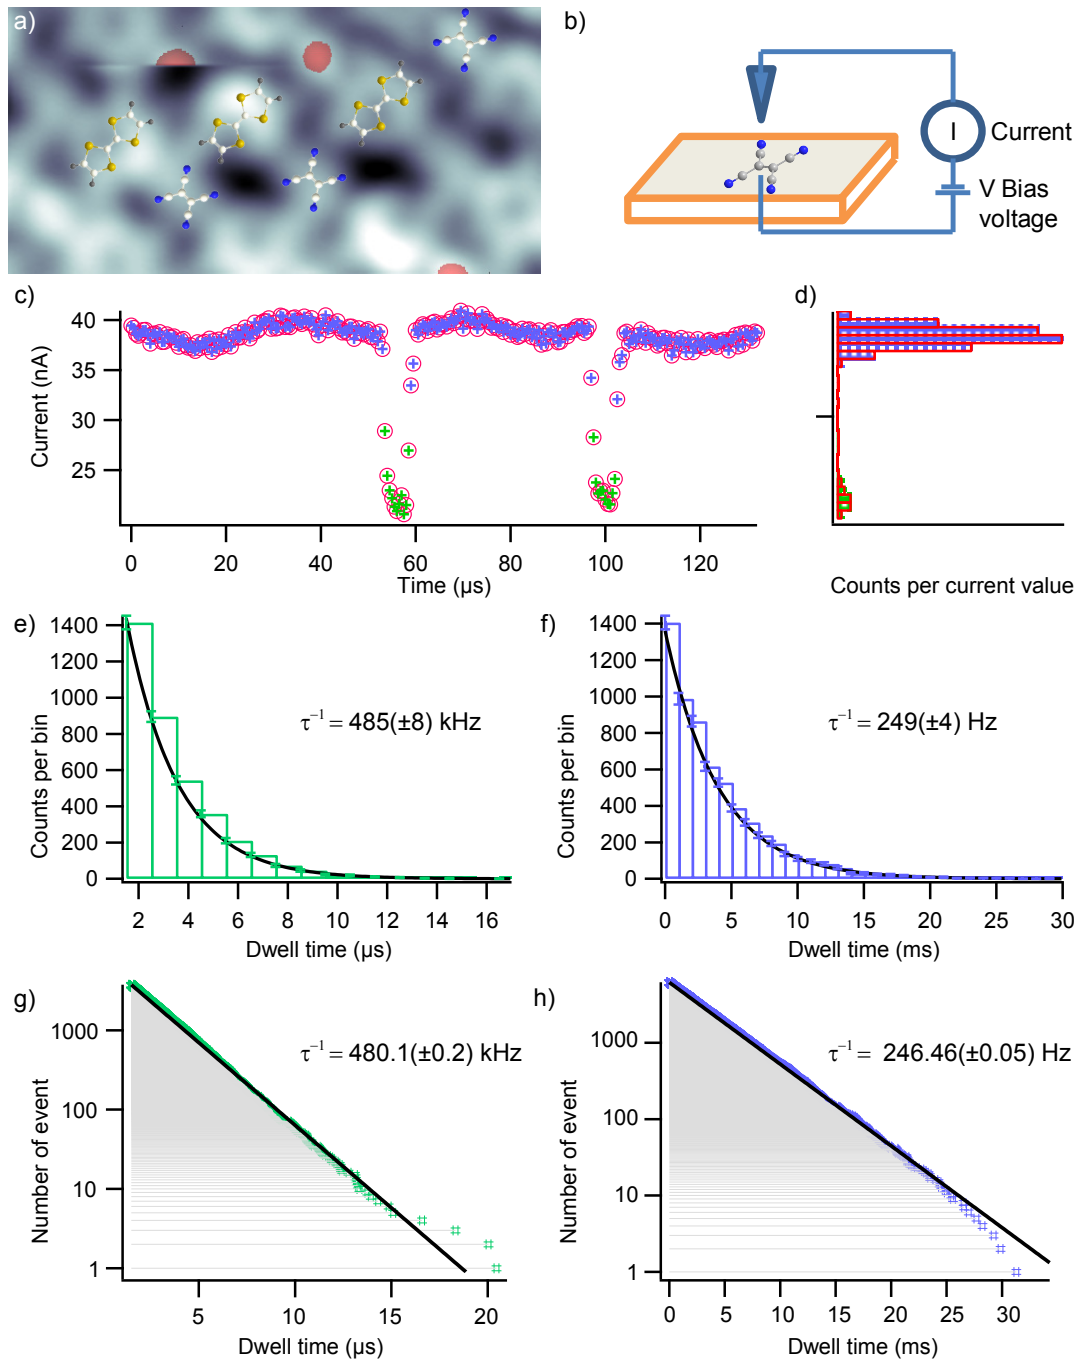 a)
b)
I
Current
V Bias
voltage
c)
40
35
30
25
Current (nA)
0 20 40 60 80 100 120
Time (µs)
d)
Counts per current value
e)
1400
1200
1000
800
600
400
200
0
Counts per bin
τ⁻¹ = 485(±8) kHz
2 4 6 8 10 12 14 16
Dwell time (µs)
f)
1400
1200
1000
800
600
400
200
0
Counts per bin
τ⁻¹ = 249(±4) Hz
0 5 10 15 20 25 30
Dwell time (ms)
g)
1000
100
10
1
Number of event
τ⁻¹ = 480.1(±0.2) kHz
5 10 15 20
Dwell time (µs)
h)
1000
100
10
1
Number of event
τ⁻¹ = 246.46(±0.05) Hz
0 5 10 15 20 25 30
Dwell time (ms)